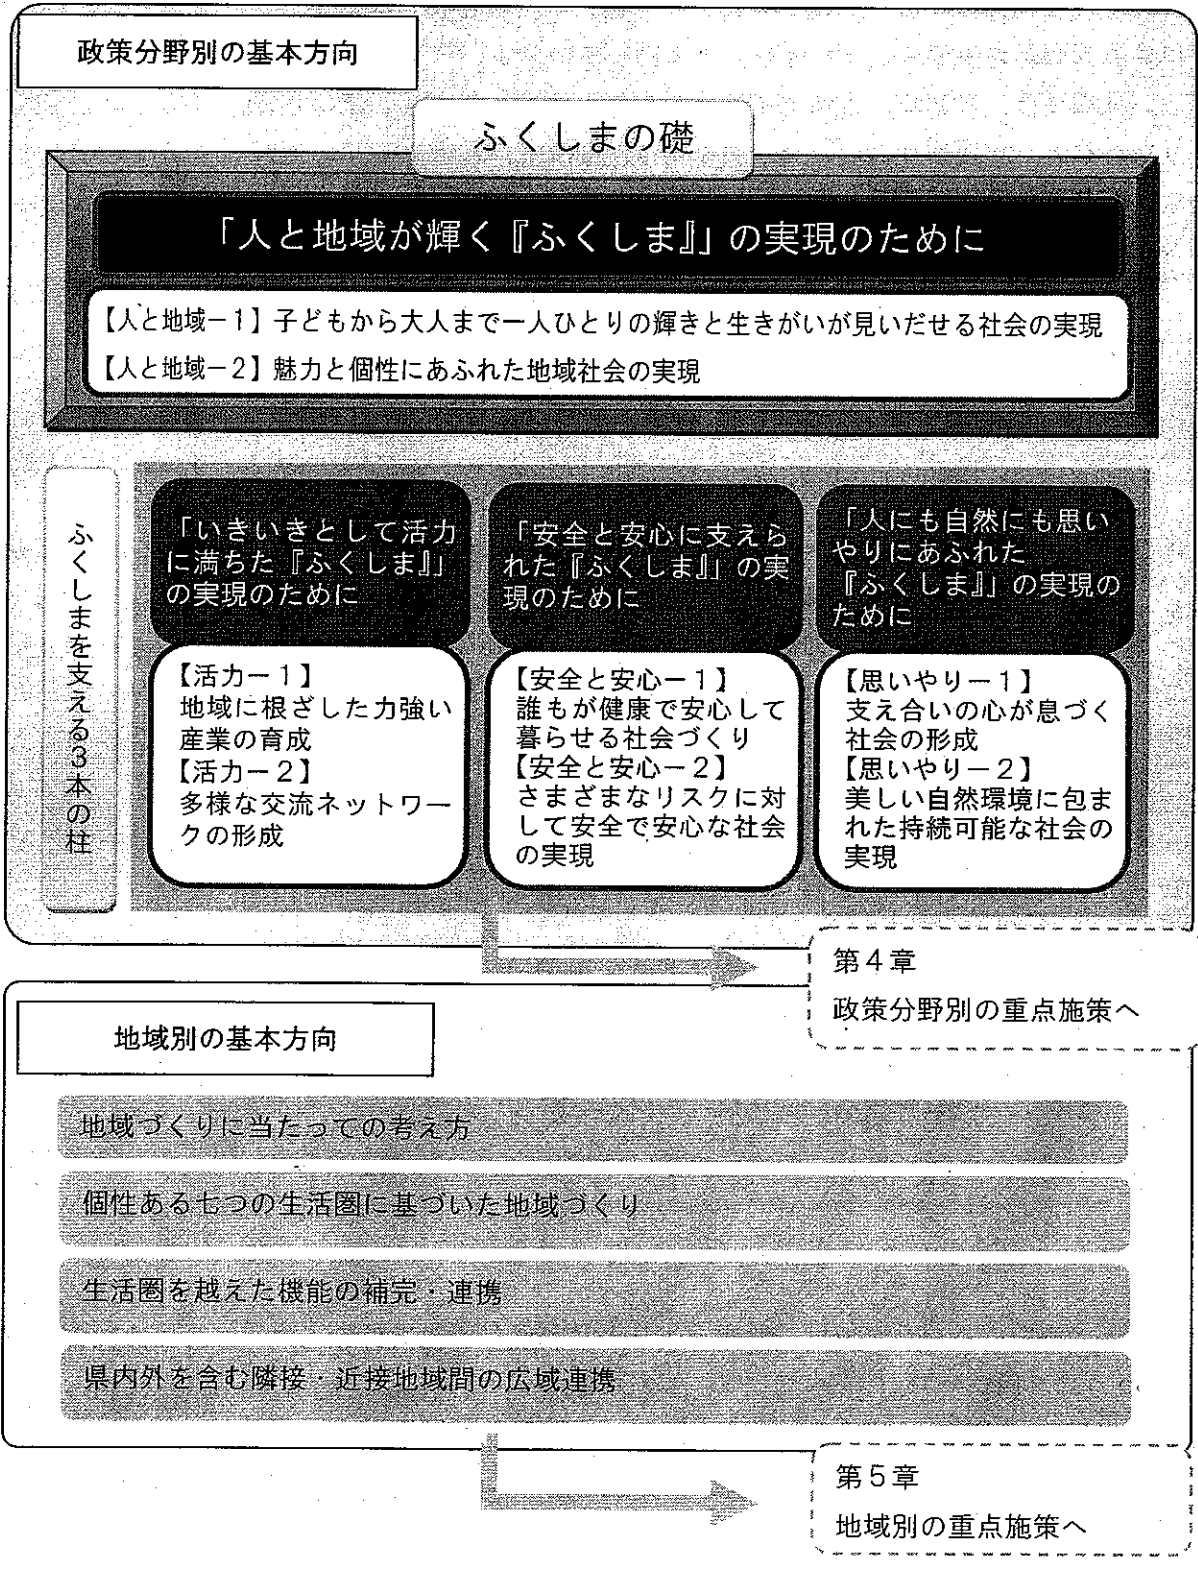 政策分野別の基本方向
ふくしまの礎
「人と地域が輝く『ふくしま』」の実現のために
【人と地域－1】子どもから大人まで一人ひとりの輝きと生きがいが見いだせる社会の実現
【人と地域－2】魅力と個性にあふれた地域社会の実現
ふくしまを支える3本の柱
「いきいきとして活力
に満ちた『ふくしま』」
の実現のために
【活力－1】
地域に根ざした力強い
産業の育成
【活力－2】
多様な交流ネットワー
クの形成
「安全と安心に支えら
れた『ふくしま』」の実
現のために
【安全と安心－1】
誰もが健康で安心して
暮らせる社会づくり
【安全と安心－2】
さまざまなリスクに対
して安全で安心な社会
の実現
「人にも自然にも思い
やりにあふれた
『ふくしま』」の実現の
ために
【思いやり－1】
支え合いの心が息づく
社会の形成
【思いやり－2】
美しい自然環境に包ま
れた持続可能な社会の
実現
第4章
政策分野別の重点施策へ
地域別の基本方向
地域づくりに当たっての考え方
個性ある七つの生活圏に基づいた地域づくり
生活圏を越えた機能の補完・連携
県内外を含む隣接・近接地域間の広域連携
第5章
地域別の重点施策へ